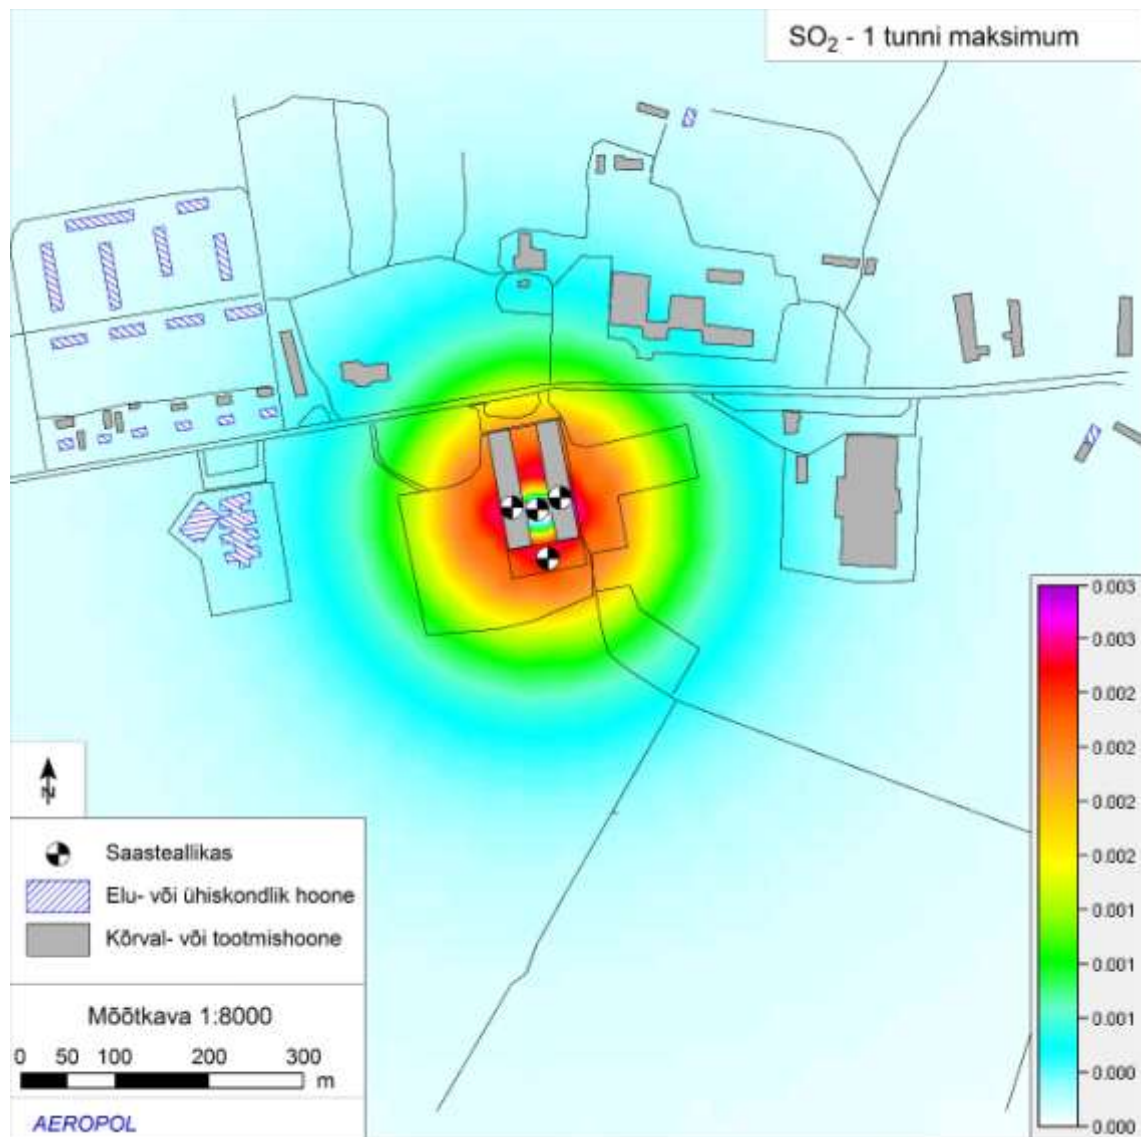 SO₂ - 1 tunni maksimum
N
Saasteallikas
Elu- või ühiskondlik hoone
Kõrval- või tootmishoone
Mõõtkava 1:8000
0 50 100 200 300
m
AEROPOL
0.003
0.003
0.002
0.002
0.002
0.002
0.001
0.001
0.001
0.000
0.000